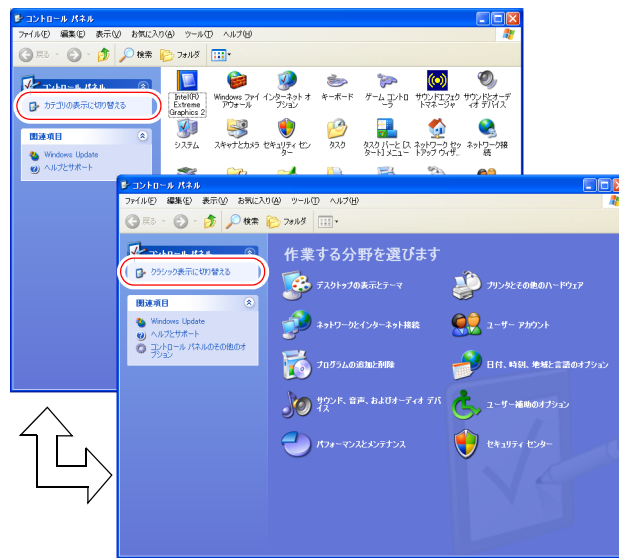 コントロール パネル
ファイル(F) 編集(E) 表示(V) お気に入り(A) ツール(T) ヘルプ(H)
戻る 検索 フォルダ
コントロール パネル
カテゴリの表示に切り替える
関連項目
Windows Update
ヘルプとサポート
Intel(R) Extreme Graphics 2
Windows ファイアウォール
インターネット オプション
キーボード
ゲーム コントローラ
サウンドエフェクトマネージャ
サウンドとオーディオ デバイス
システム
スキャナとカメラ
セキュリティ センター
タスク
タスク バーと [スタート] メニュー
ネットワーク セットアップ ウィザ...
ネットワーク接続
コントロール パネル
ファイル(F) 編集(E) 表示(V) お気に入り(A) ツール(T) ヘルプ(H)
戻る 検索 フォルダ
コントロール パネル
クラシック表示に切り替える
関連項目
Windows Update
ヘルプとサポート
コントロール パネルのその他のオプション
作業する分野を選びます
デスクトップの表示とテーマ
プリンタとその他のハードウェア
ネットワークとインターネット接続
ユーザー アカウント
プログラムの追加と削除
日付、時刻、地域と言語のオプション
サウンド、音声、およびオーディオ デバイス
ユーザー補助のオプション
パフォーマンスとメンテナンス
セキュリティ センター